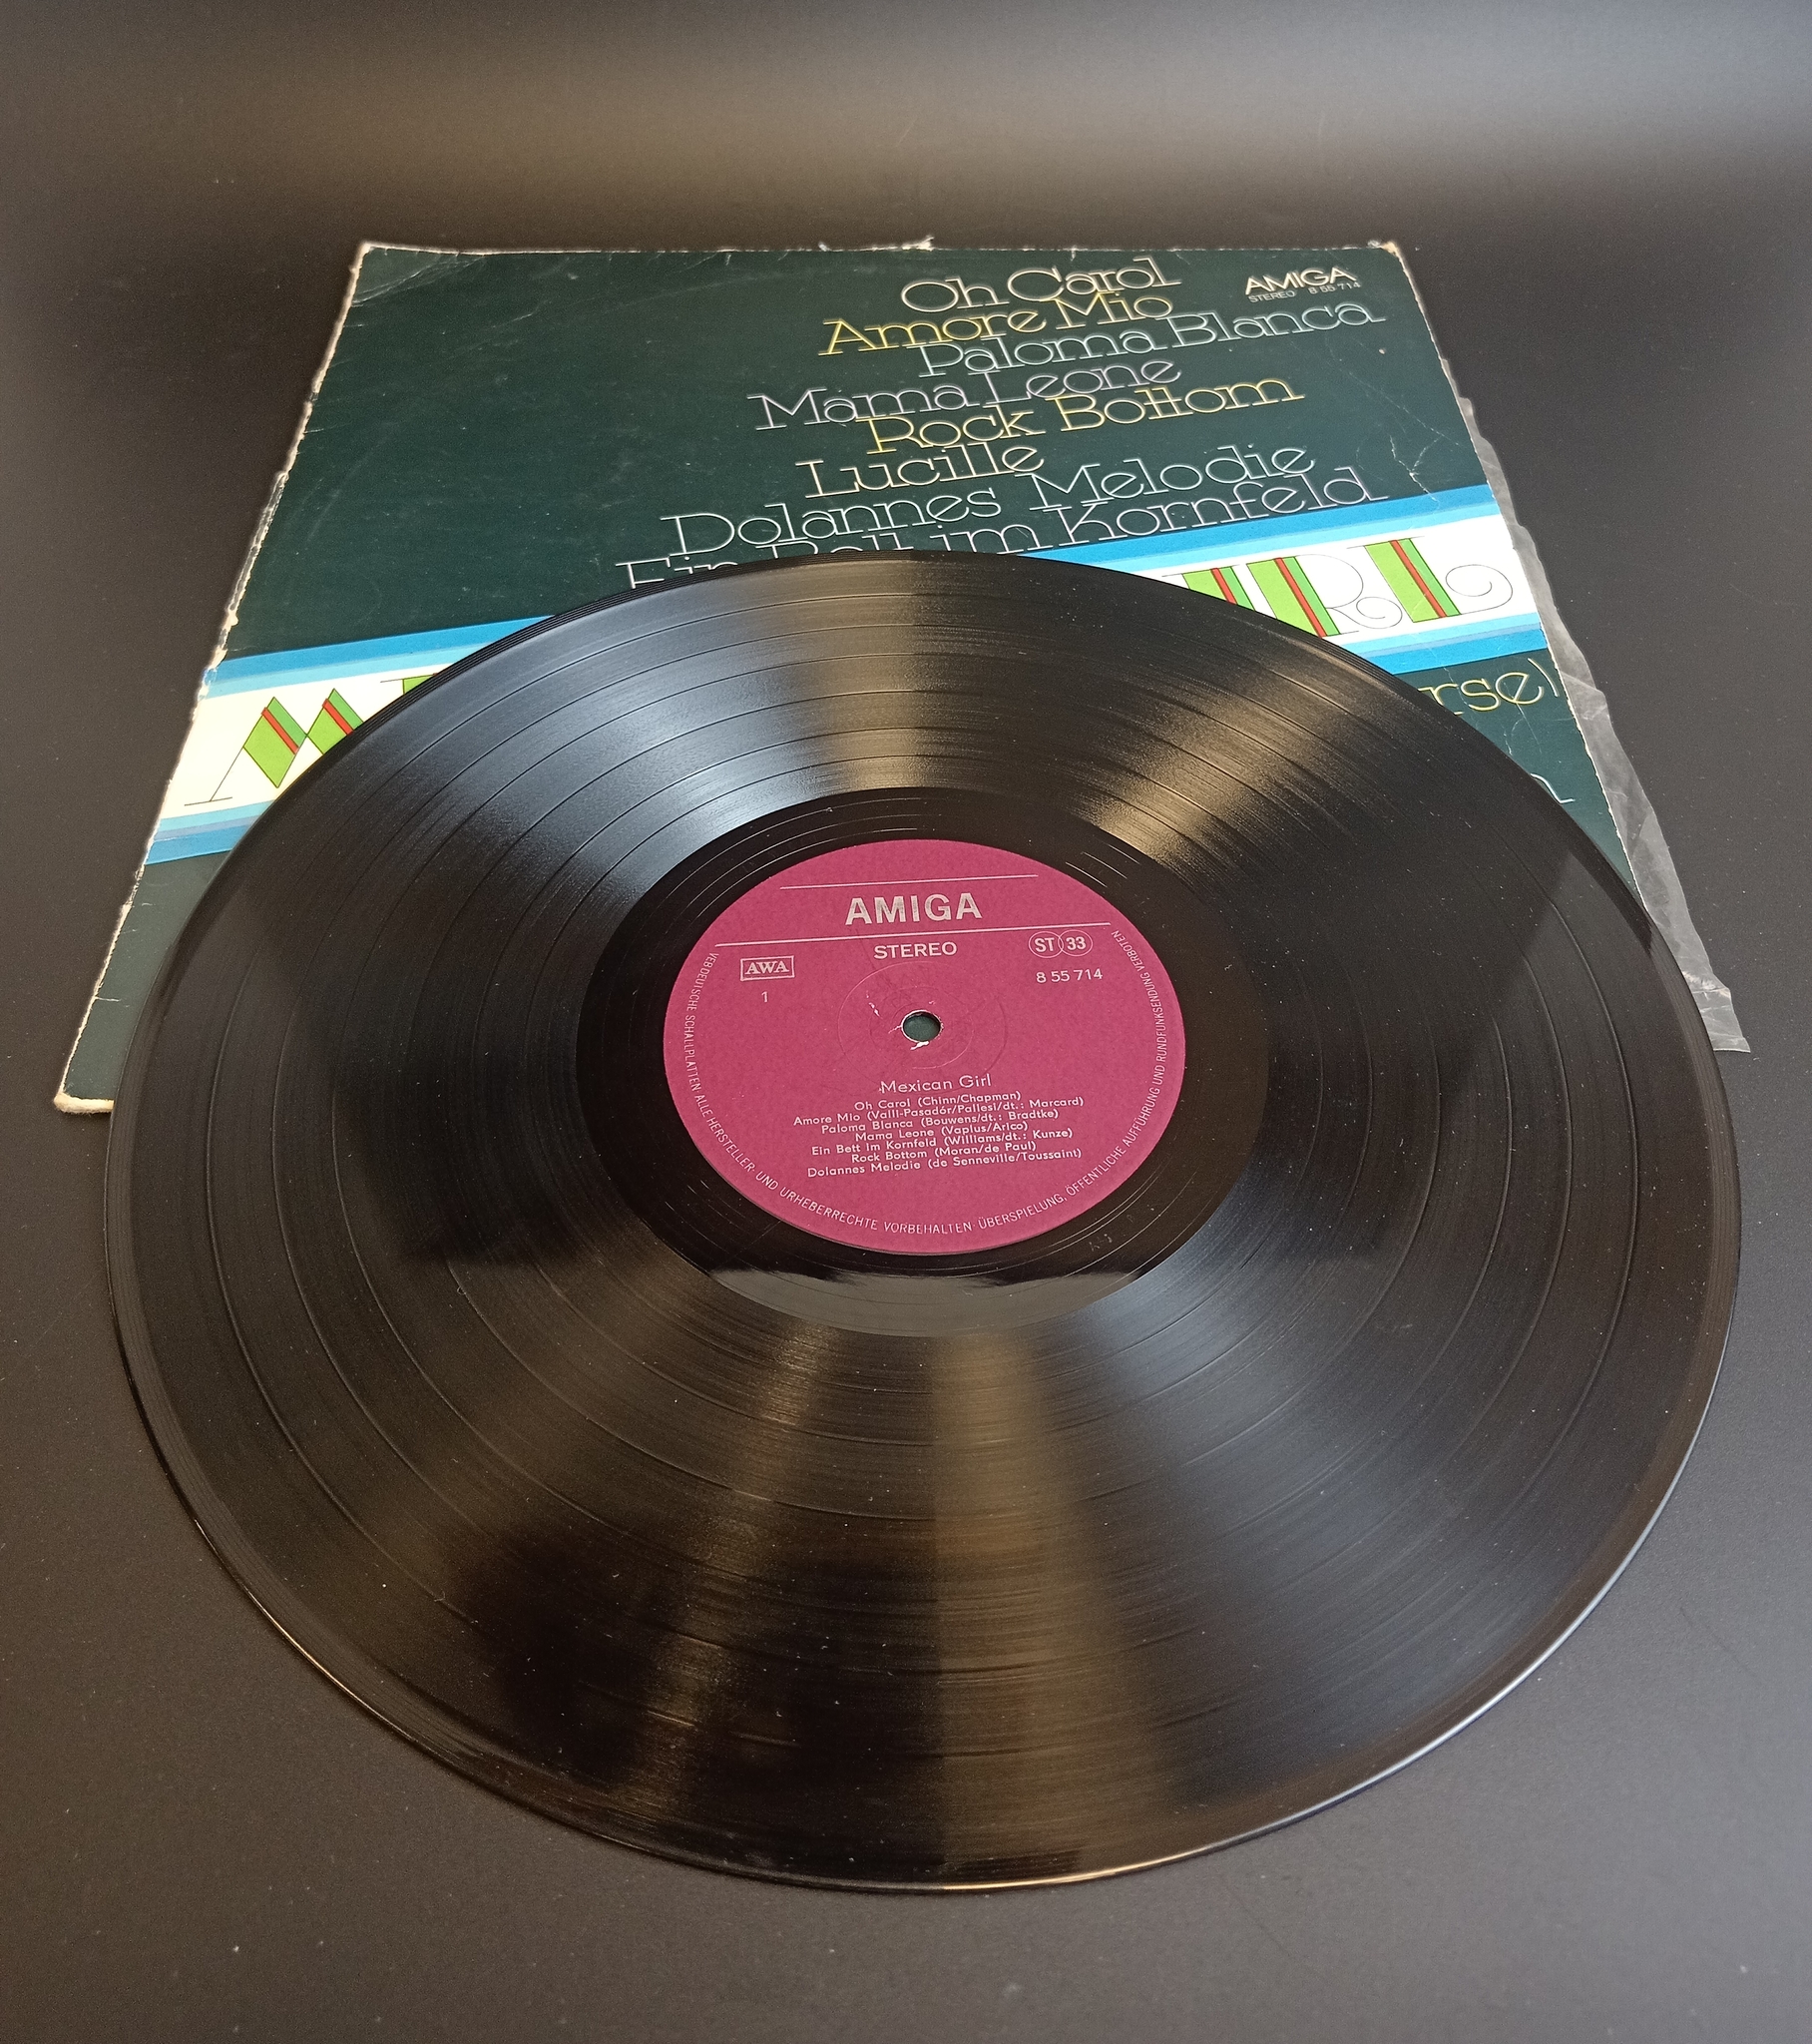 Oh Carol
AMIGA
STEREO 8 55 714
Amore Mio
Paloma Blanca
Mama Leone
Rock Bottom
Lucille
Dolannes Melodie
Ein Bett im Kornfeld
IRL
rse)
AMIGA
STEREO
ST 33
AWA
8 55 714
1
Mexican Girl
Oh Carol (Chinn/Chapman)
Amore Mio (Valli-Pasadór/Pallesi/dt.: Marcard)
Paloma Blanca (Bouwens/dt.: Bradtke)
Mama Leone (Vaplus/Arico)
Ein Bett im Kornfeld (Williams/dt.: Kunze)
Rock Bottom (Moran/de Paul)
Dolannes Melodie (de Senneville/Toussaint)
VEB DEUTSCHE SCHALLPLATTEN ALLE HERSTELLER- UND URHEBERRECHTE VORBEHALTEN· ÜBERSPIELUNG, ÖFFENTLICHE AUFFÜHRUNG UND RUNDFUNKSENDUNG VERBOTEN